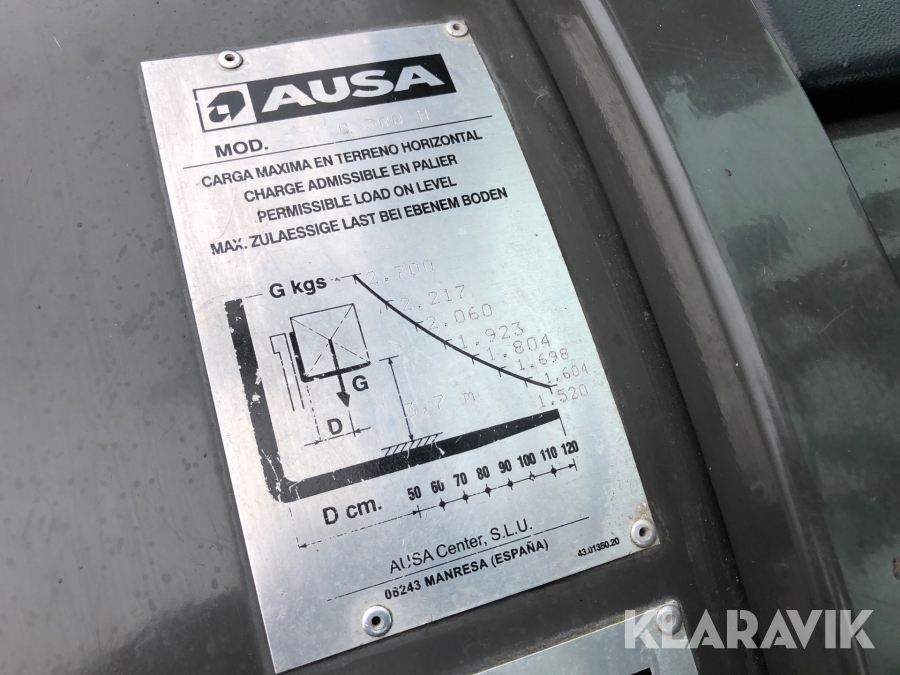 AUSA
MOD. H
CARGA MAXIMA EN TERRENO HORIZONTAL
CHARGE ADMISSIBLE EN PALIER
PERMISSIBLE LOAD ON LEVEL
MAX. ZULAESSIGE LAST BEI EBENEM BODEN
G kgs
2.700
2.217
2.060
1.923
1.804
1.698
1.604
1.520
G
3,7 m
D
50 60 70 80 90 100 110 120
D cm.
AUSA Center, S.L.U.
08243 MANRESA (ESPAÑA)
43.01350.20
KLARAVIK